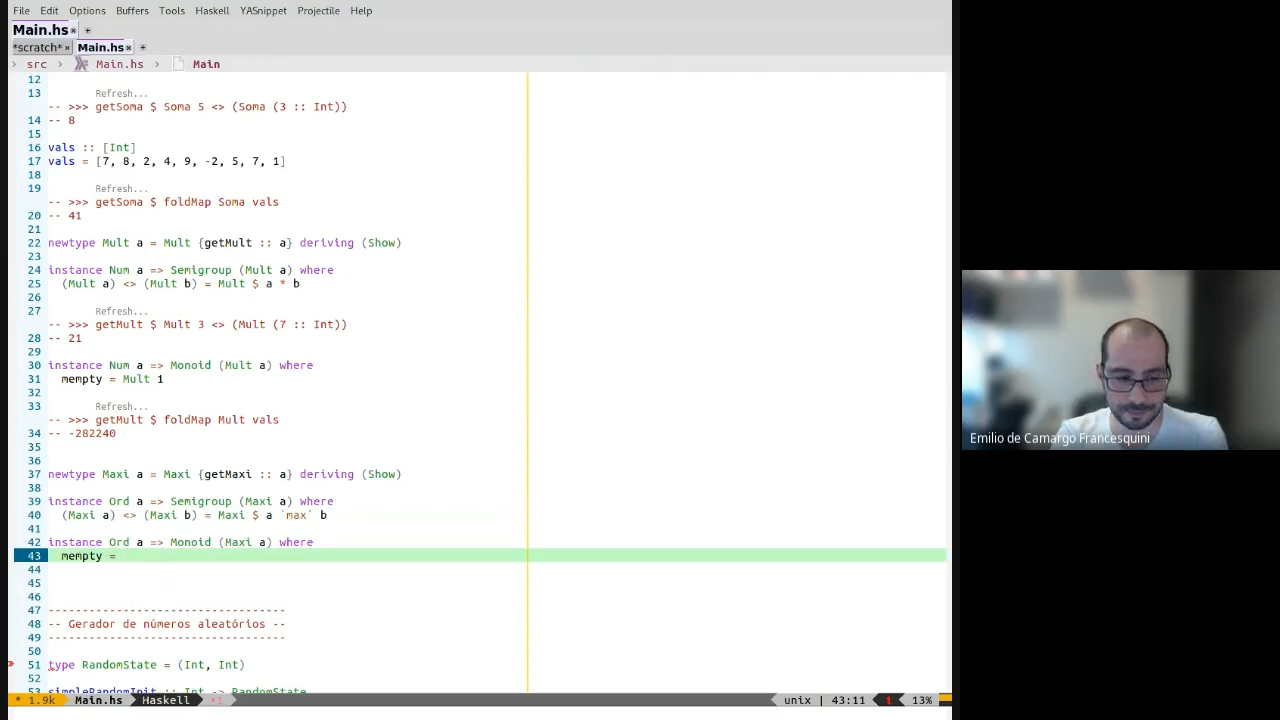 File Edit Options Buffers Tools Haskell YASnippet Projectile Help
Main.hs × +
*scratch* × Main.hs × +
> src > Main.hs > Main
12
13
Refresh...
-- >>> getSoma $ Soma 5 <> (Soma (3 :: Int))
14 -- 8
15
16 vals :: [Int]
17 vals = [7, 8, 2, 4, 9, -2, 5, 7, 1]
18
19
Refresh...
-- >>> getSoma $ foldMap Soma vals
20 -- 41
21
22 newtype Mult a = Mult {getMult :: a} deriving (Show)
23
24 instance Num a => Semigroup (Mult a) where
25 (Mult a) <> (Mult b) = Mult $ a * b
26
27
Refresh...
-- >>> getMult $ Mult 3 <> (Mult (7 :: Int))
28 -- 21
29
30 instance Num a => Monoid (Mult a) where
31 mempty = Mult 1
32
33
Refresh...
-- >>> getMult $ foldMap Mult vals
34 -- -282240
35
36
37 newtype Maxi a = Maxi {getMaxi :: a} deriving (Show)
38
39 instance Ord a => Semigroup (Maxi a) where
40 (Maxi a) <> (Maxi b) = Maxi $ a `max` b
41
42 instance Ord a => Monoid (Maxi a) where
43 mempty =
44
45
46
47 -----------------------------------
48 -- Gerador de números aleatórios --
49 -----------------------------------
50
51 type RandomState = (Int, Int)
52
53 simpleRandomInit :: Int -> RandomState
* 1.9k Main.hs Haskell unix | 43:11 1 13%
Emilio de Camargo Francesquini